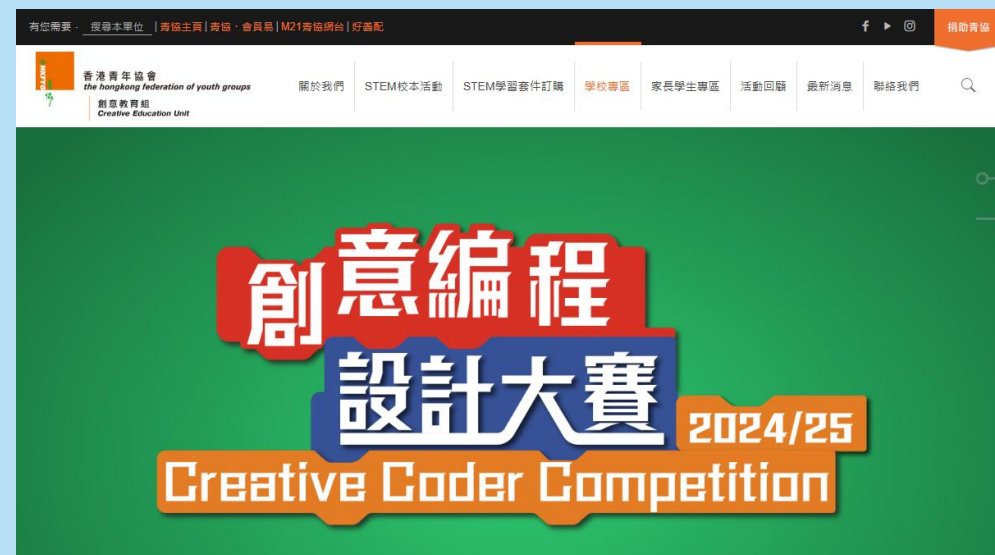 有您需要 - 搜尋本單位 | 青協主頁 | 青協・會員易 | M21青協網台 | 好義配
捐助青協
HKFYG
青協
香港青年協會
the hongkong federation of youth groups
創意教育組
Creative Education Unit
關於我們 STEM校本活動 STEM學習套件訂購 學校專區 家長學生專區 活動回顧 最新消息 聯絡我們
創意編程
設計大賽
2024/25
Creative Coder Competition